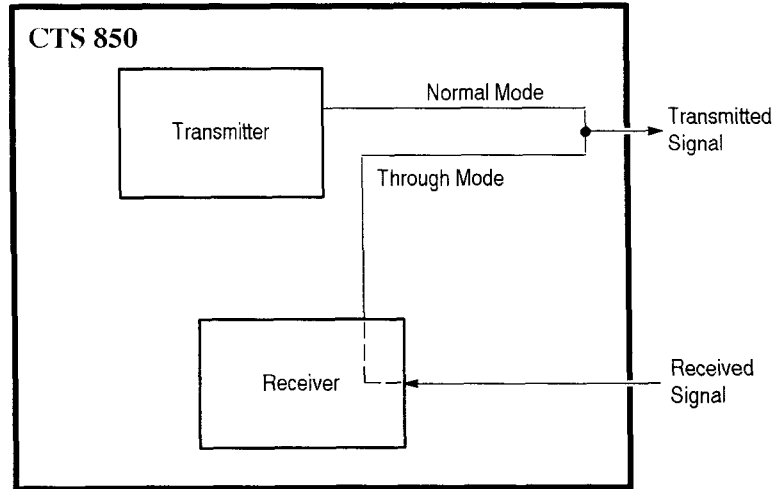 CTS 850
Normal Mode
Transmitter
Transmitted
Signal
Through Mode
Receiver
Received
Signal